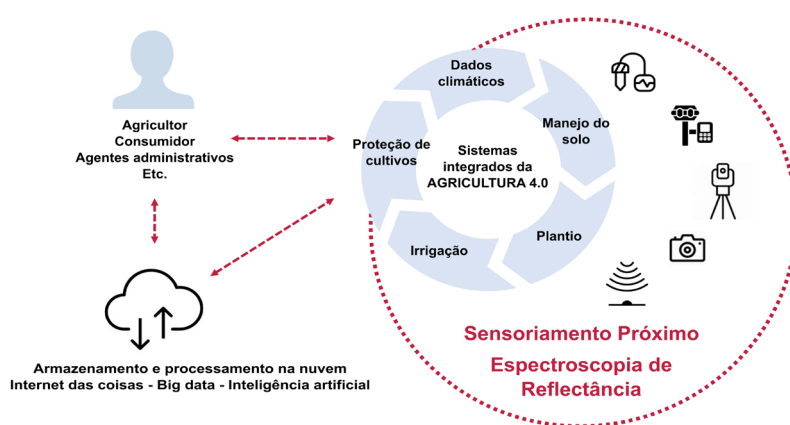 Agricultor
Consumidor
Agentes administrativos
Etc.
Armazenamento e processamento na nuvem
Internet das coisas - Big data - Inteligência artificial
Dados
climáticos
Manejo do
solo
Plantio
Irrigação
Proteção de
cultivos
Sistemas
integrados da
AGRICULTURA 4.0
Sensoriamento Próximo
Espectroscopia de
Reflectância